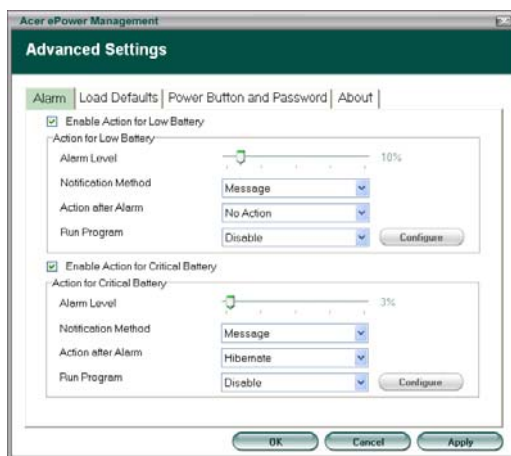 Acer ePower Management
Advanced Settings
Alarm Load Defaults Power Button and Password About
Enable Action for Low Battery
Action for Low Battery
Alarm Level 10%
Notification Method Message
Action after Alarm No Action
Run Program Disable Configure
Enable Action for Critical Battery
Action for Critical Battery
Alarm Level 3%
Notification Method Message
Action after Alarm Hibernate
Run Program Disable Configure
OK Cancel Apply